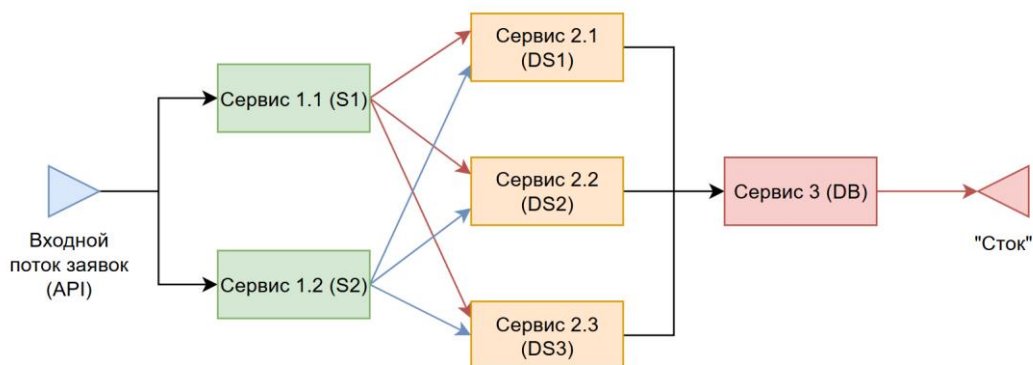 Сервис 2.1
(DS1)
Сервис 1.1 (S1)
Сервис 2.2
(DS2)
Сервис 3 (DB)
Входной
поток заявок
(API)
"Сток"
Сервис 1.2 (S2)
Сервис 2.3
(DS3)